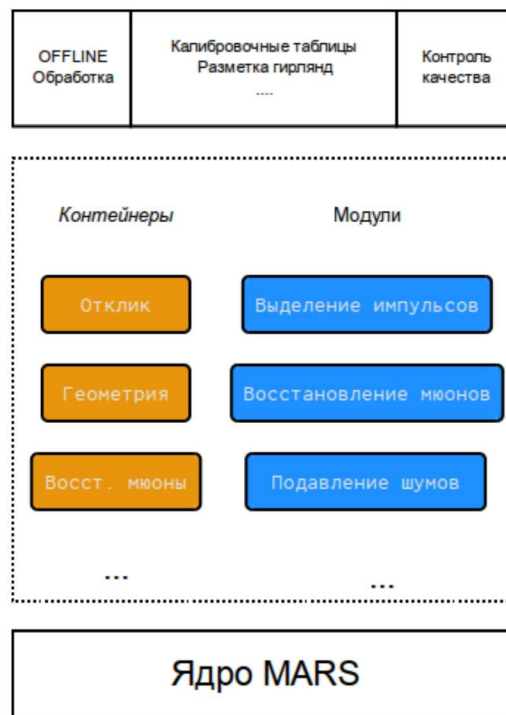 OFFLINE
Обработка
Калибровочные таблицы
Разметка гирлянд
....
Контроль
качества
Контейнеры
Модули
Отклик
Выделение импульсов
Геометрия
Восстановление мюонов
Восст. мюоны
Подавление шумов
...
...
Ядро MARS